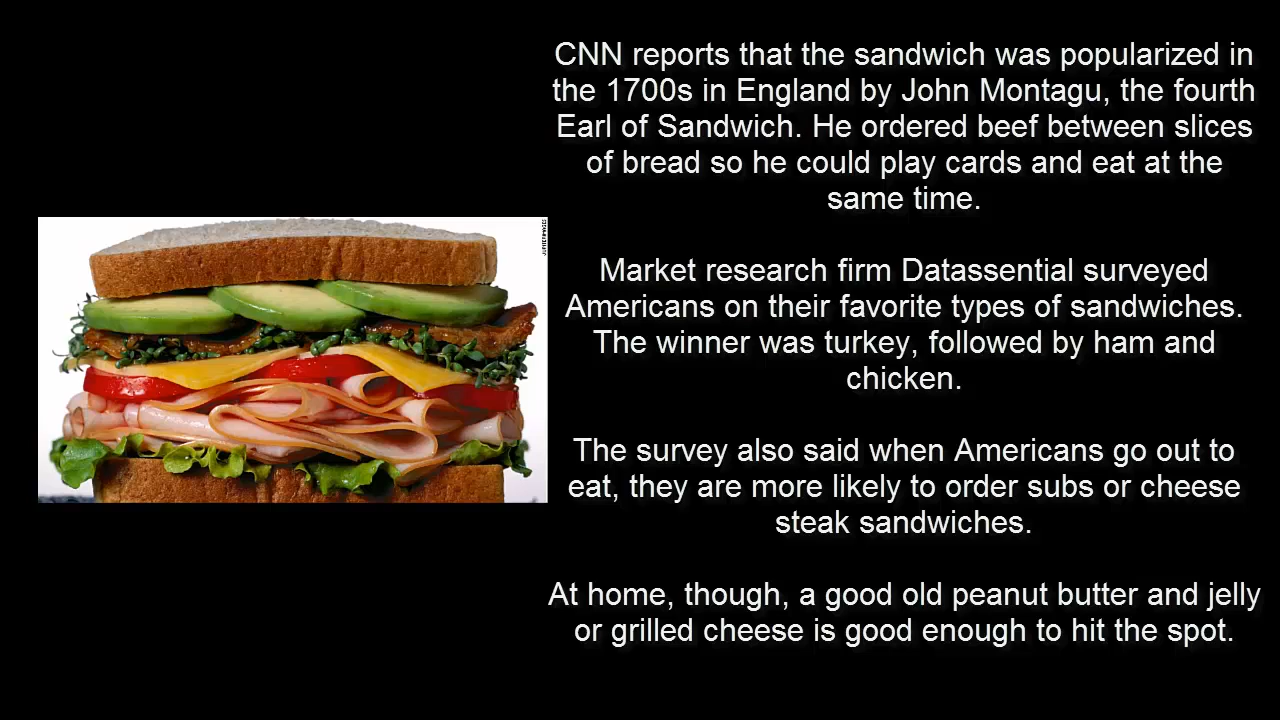 CNN reports that the sandwich was popularized in
the 1700s in England by John Montagu, the fourth
Earl of Sandwich. He ordered beef between slices
of bread so he could play cards and eat at the
same time.
Market research firm Datassential surveyed
Americans on their favorite types of sandwiches.
The winner was turkey, followed by ham and
chicken.
The survey also said when Americans go out to
eat, they are more likely to order subs or cheese
steak sandwiches.
At home, though, a good old peanut butter and jelly
or grilled cheese is good enough to hit the spot.